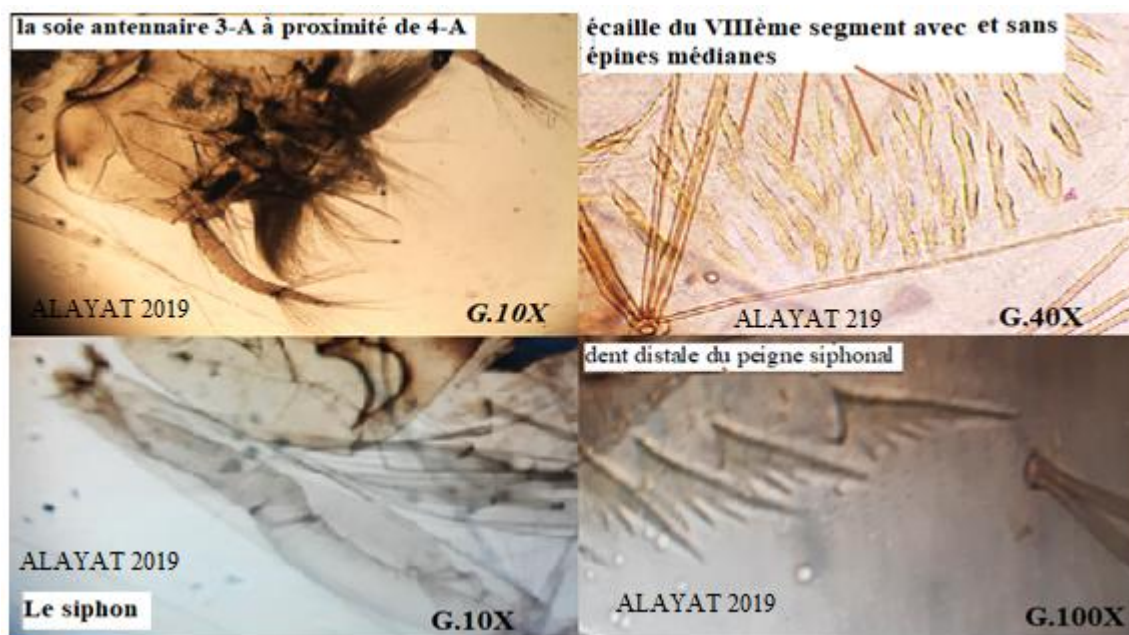 la soie antennaire 3-A à proximité de 4-A
ALAYAT 2019
G.10X
écaille du VIIIème segment avec et sans
épines médianes
ALAYAT 219
G.40X
ALAYAT 2019
Le siphon
G.10X
dent distale du peigne siphonal
ALAYAT 2019
G.100X